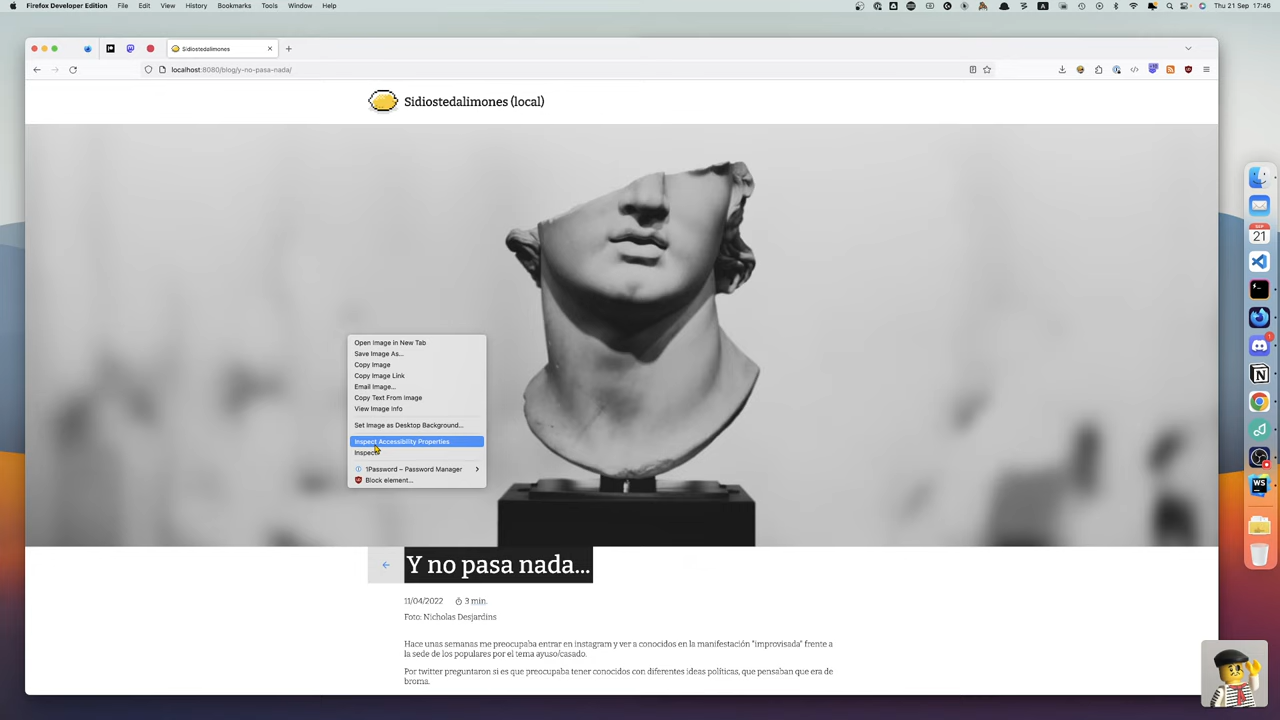 Firefox Developer Edition File Edit View History Bookmarks Tools Window Help
Thu 21 Sep 17:46
Sidiostedalimones
localhost:8080/blog/y-no-pasa-nada/
Sidiostedalimones (local)
Open Image in New Tab
Save Image As...
Copy Image
Copy Image Link
Email Image...
Copy Text From Image
View Image Info
Set Image as Desktop Background...
Inspect Accessibility Properties
Inspect
1Password – Password Manager
Block element...
SEP
21
WS
Y no pasa nada...
11/04/2022 3 min.
Foto: Nicholas Desjardins
Hace unas semanas me preocupaba entrar en instagram y ver a conocidos en la manifestación "improvisada" frente a
la sede de los populares por el tema ayuso/casado.
Por twitter preguntaron si es que preocupaba tener conocidos con diferentes ideas políticas, que pensaban que era de
broma.